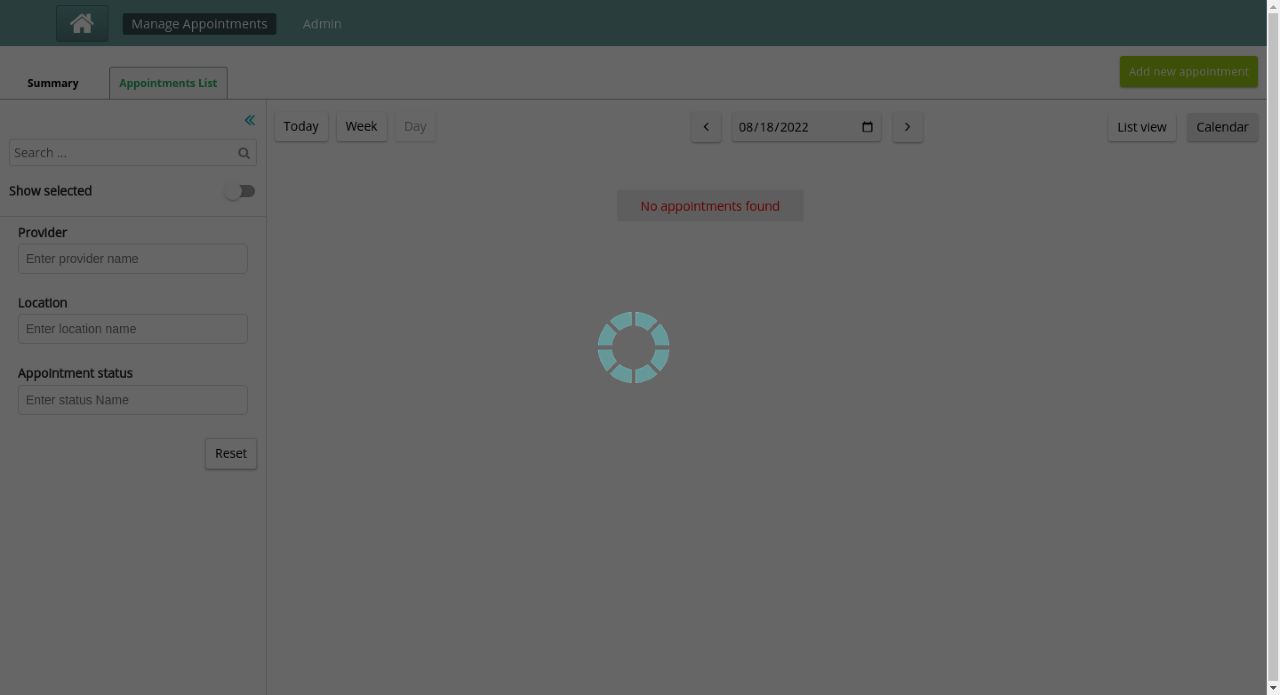 Manage Appointments Admin
Summary Appointments List Add new appointment
Today Week Day 08/18/2022 List view Calendar
Search ...
Show selected
No appointments found
Provider
Enter provider name
Location
Enter location name
Appointment status
Enter status Name
Reset